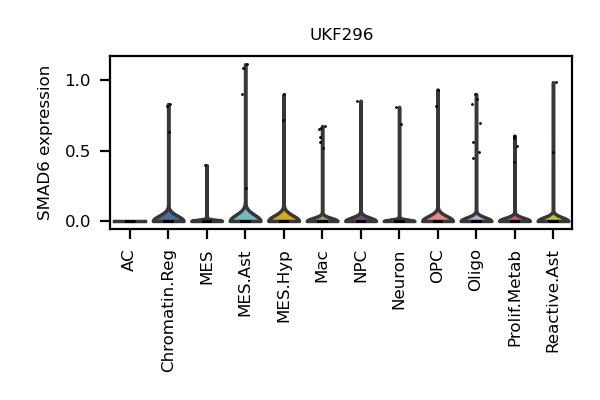 UKF296
SMAD6 expression
1.0
0.5
0.0
AC
Chromatin.Reg
MES
MES.Ast
MES.Hyp
Mac
NPC
Neuron
OPC
Oligo
Prolif.Metab
Reactive.Ast